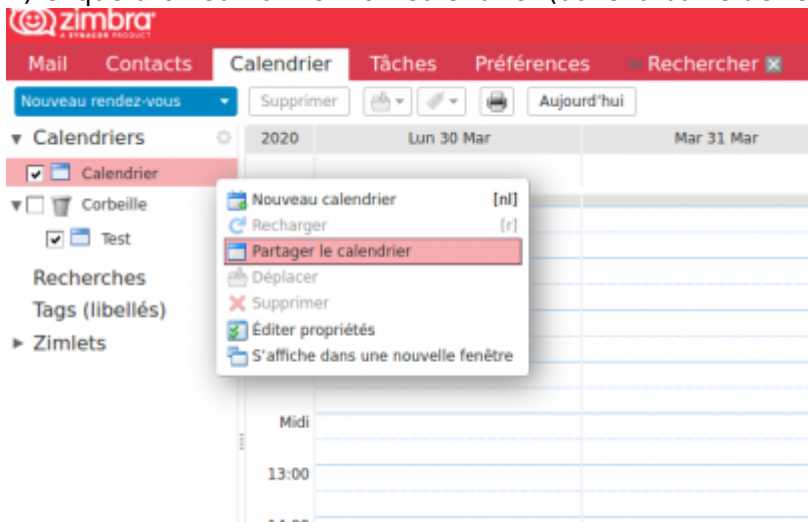 zimbra
A SYNACOR PRODUCT
Mail Contacts Calendrier Tâches Préférences Rechercher
Nouveau rendez-vous Supprimer Aujourd'hui
Calendriers 2020 Lun 30 Mar Mar 31 Mar
Calendrier
Corbeille
Test
Recherches
Tags (libellés)
Zimlets
Nouveau calendrier [nl]
Recharger [r]
Partager le calendrier
Déplacer
Supprimer
Éditer propriétés
S'affiche dans une nouvelle fenêtre
Midi
13:00